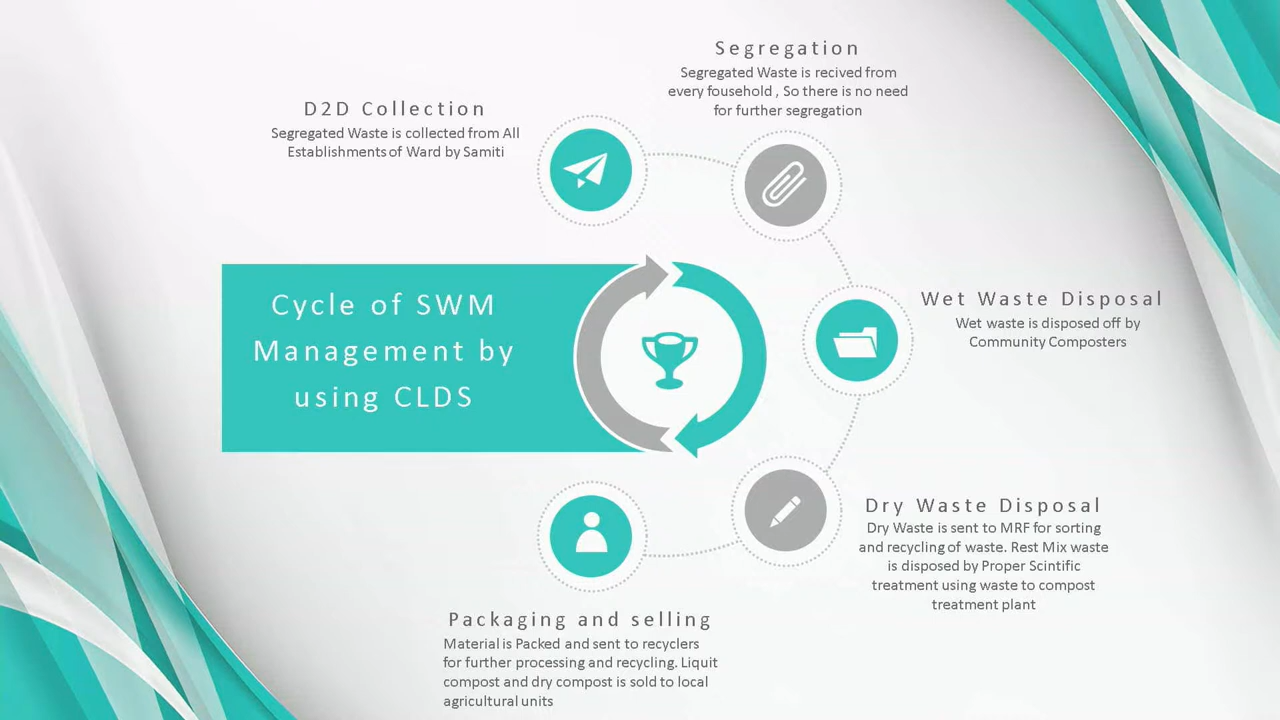 Segregation
Segregated Waste is recived from
every fousehold , So there is no need
for further segregation
D2D Collection
Segregated Waste is collected from All
Establishments of Ward by Samiti
Cycle of SWM
Management by
using CLDS
Wet Waste Disposal
Wet waste is disposed off by
Community Composters
Dry Waste Disposal
Dry Waste is sent to MRF for sorting
and recycling of waste. Rest Mix waste
is disposed by Proper Scintific
treatment using waste to compost
treatment plant
Packaging and selling
Material is Packed and sent to recyclers
for further processing and recycling. Liquit
compost and dry compost is sold to local
agricultural units